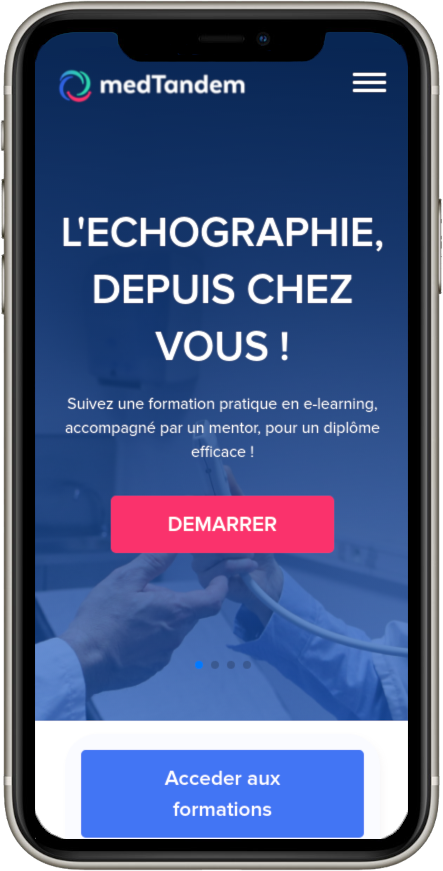 medTandem
L'ECHOGRAPHIE,
DEPUIS CHEZ
VOUS !
Suivez une formation pratique en e-learning,
accompagné par un mentor, pour un diplôme
efficace !
DEMARRER
Acceder aux
formations